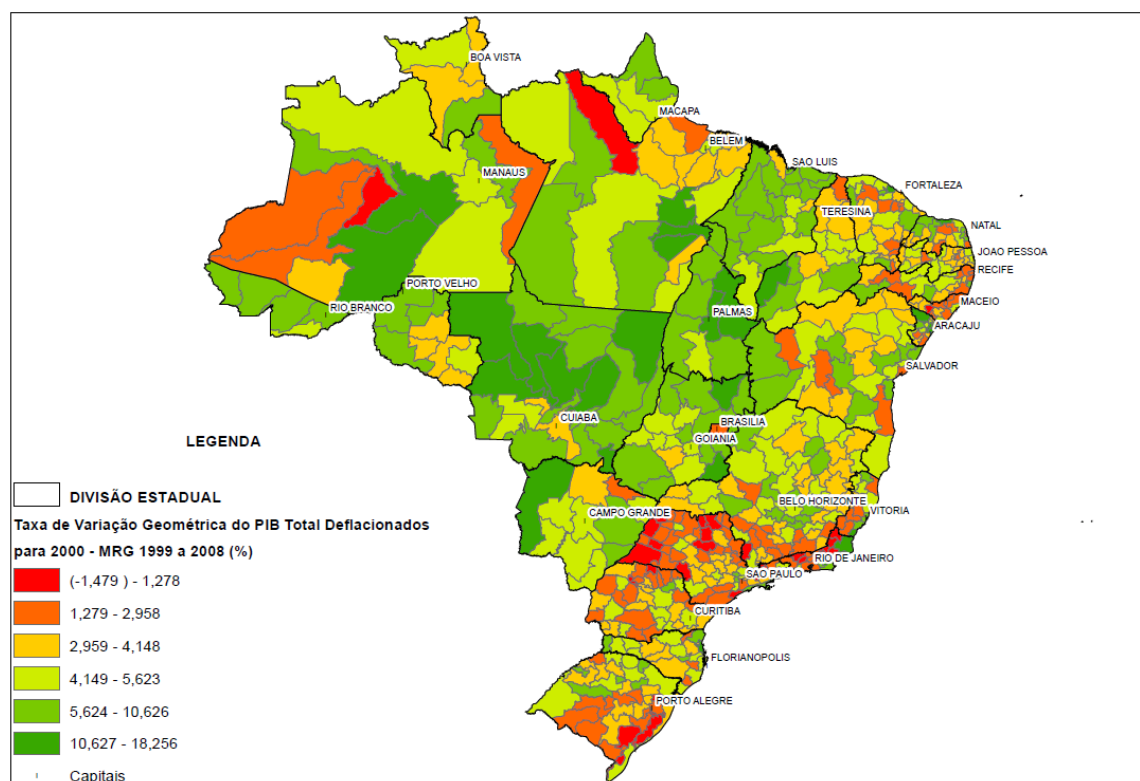 BOA VISTA
MACAPA
BELEM
SAO LUIS
FORTALEZA
MANAUS
TERESINA
NATAL
JOAO PESSOA
RECIFE
PORTO VELHO
MACEIO
RIO BRANCO
PALMAS
ARACAJU
SALVADOR
CUIABA
BRASILIA
GOIANIA
LEGENDA
DIVISÃO ESTADUAL
BELO HORIZONTE
CAMPO GRANDE
VITORIA
Taxa de Variação Geométrica do PIB Total Deflacionados
para 2000 - MRG 1999 a 2008 (%)
RIO DE JANEIRO
SAO PAULO
(-1,479 ) - 1,278
1,279 - 2,958
CURITIBA
2,959 - 4,148
FLORIANOPOLIS
4,149 - 5,623
PORTO ALEGRE
5,624 - 10,626
10,627 - 18,256
Capitais